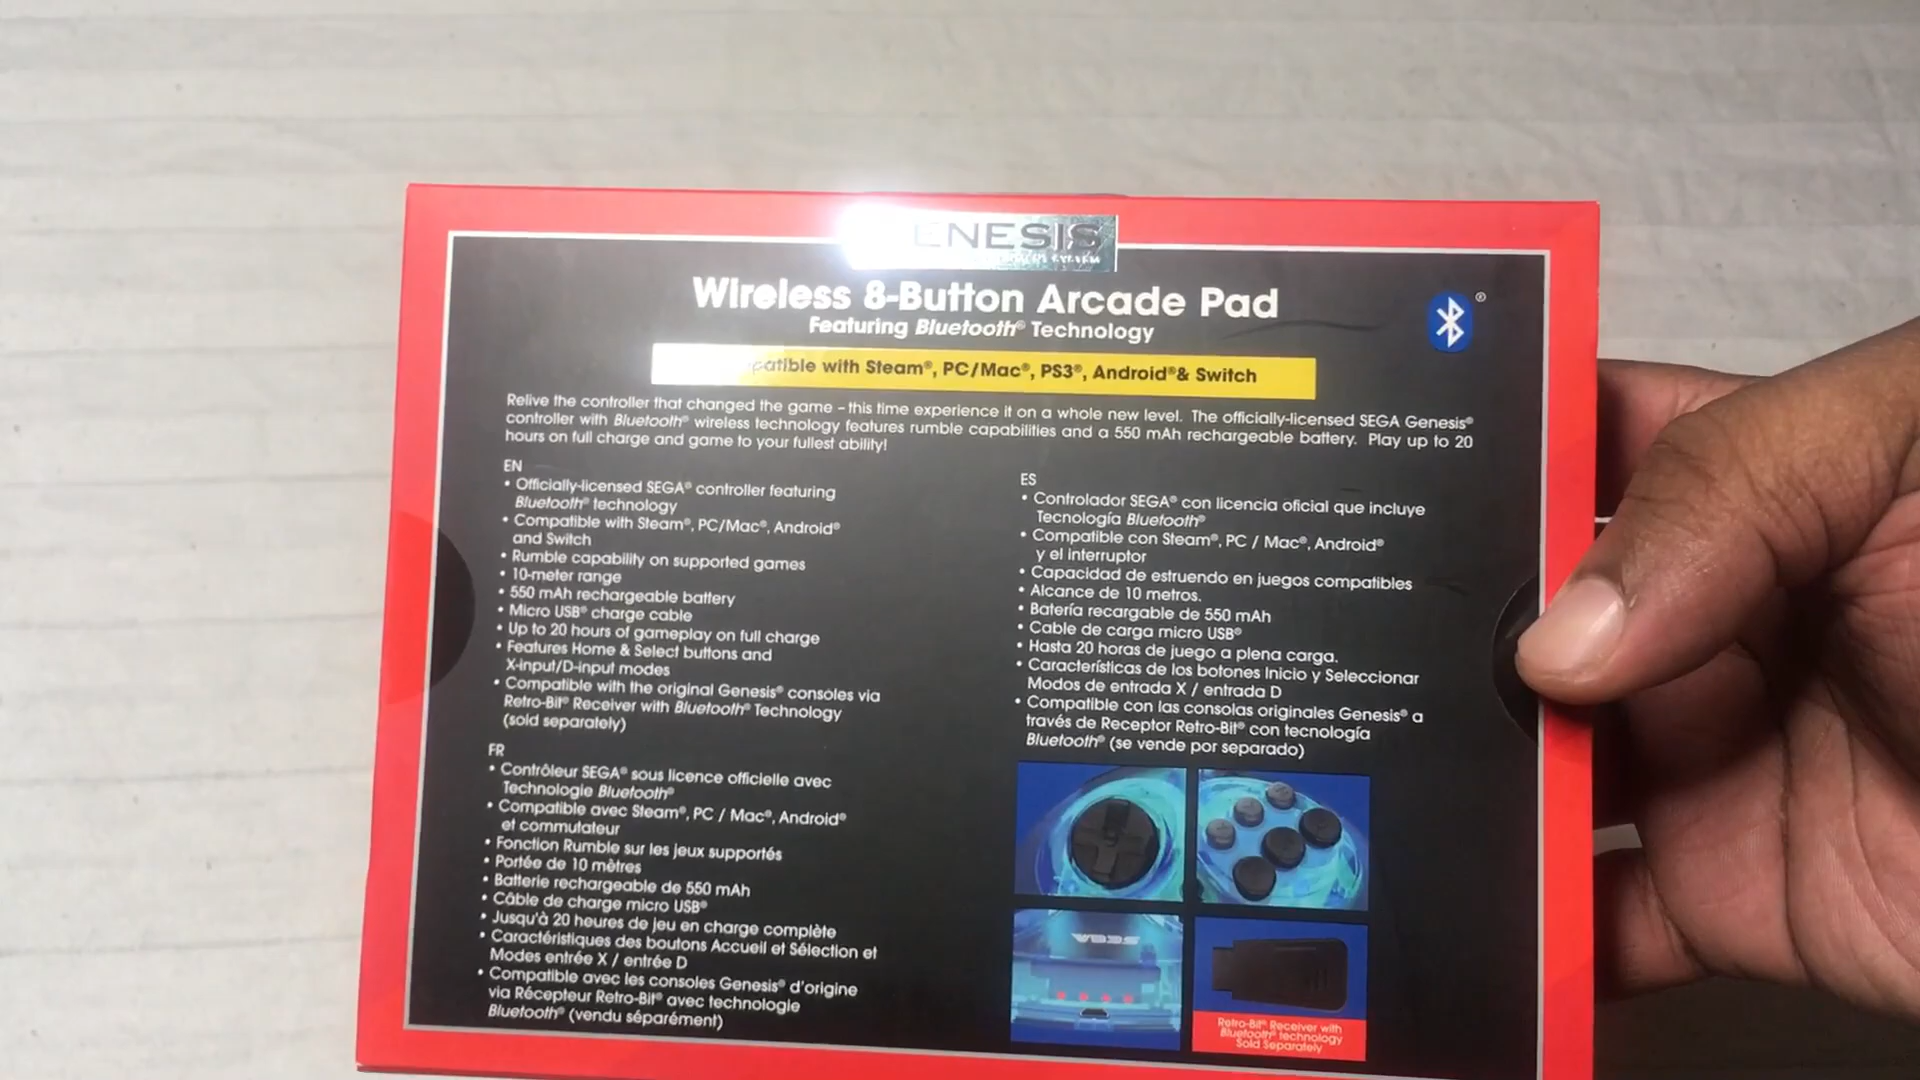 ENESIS
Wireless 8-Button Arcade Pad
Featuring Bluetooth® Technology
®
patible with Steam®, PC/Mac®, PS3®, Android® & Switch
Relive the controller that changed the game – this time experience it on a whole new level. The officially-licensed SEGA Genesis®
controller with Bluetooth® wireless technology features rumble capabilities and a 550 mAh rechargeable battery. Play up to 20
hours on full charge and game to your fullest ability!
EN
• Officially-licensed SEGA® controller featuring
Bluetooth® technology
• Compatible with Steam®, PC/Mac®, Android®
and Switch
• Rumble capability on supported games
• 10-meter range
• 550 mAh rechargeable battery
• Micro USB® charge cable
• Up to 20 hours of gameplay on full charge
• Features Home & Select buttons and
X-input/D-input modes
• Compatible with the original Genesis® consoles via
Retro-Bit® Receiver with Bluetooth® Technology
(sold separately)
FR
• Contrôleur SEGA® sous licence officielle avec
Technologie Bluetooth®
• Compatible avec Steam®, PC / Mac®, Android®
et commutateur
• Fonction Rumble sur les jeux supportés
• Portée de 10 mètres
• Batterie rechargeable de 550 mAh
• Câble de charge micro USB®
• Jusqu'à 20 heures de jeu en charge complète
• Caractéristiques des boutons Accueil et Sélection et
Modes entrée X / entrée D
• Compatible avec les consoles Genesis® d'origine
via Récepteur Retro-Bit® avec technologie
Bluetooth® (vendu séparément)
ES
• Controlador SEGA® con licencia oficial que incluye
Tecnología Bluetooth®
• Compatible con Steam®, PC / Mac®, Android®
y el interruptor
• Capacidad de estruendo en juegos compatibles
• Alcance de 10 metros.
• Batería recargable de 550 mAh
• Cable de carga micro USB®
• Hasta 20 horas de juego a plena carga.
• Características de los botones Inicio y Seleccionar
Modos de entrada X / entrada D
• Compatible con las consolas originales Genesis® a
través de Receptor Retro-Bit® con tecnología
Bluetooth® (se vende por separado)
SEGA
Retro-Bit® Receiver with
Bluetooth® technology
Sold Separately